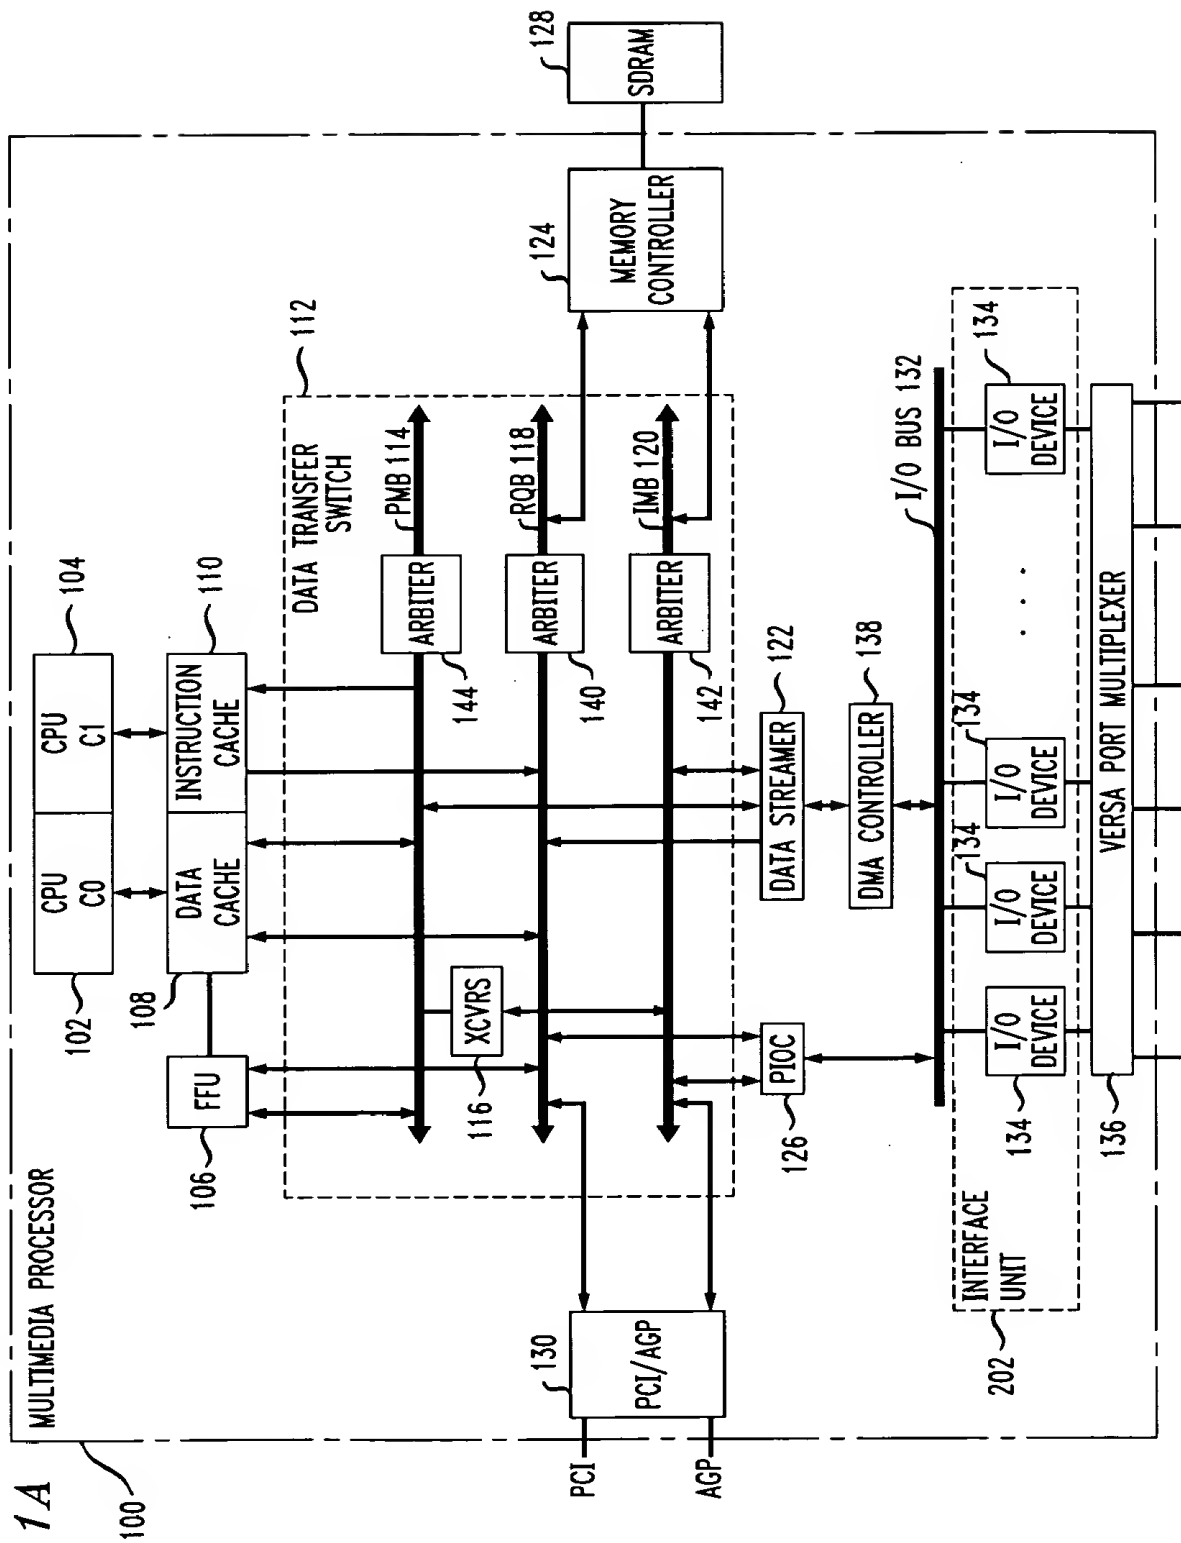 1A
100
MULTIMEDIA PROCESSOR
102
CPU
C0
CPU
C1
104
106
FFU
108
DATA
CACHE
INSTRUCTION
CACHE
110
112
DATA TRANSFER
SWITCH
144
ARBITER
PMB 114
116
XCVRS
140
ARBITER
RQB 118
142
ARBITER
IMB 120
PCI
AGP
130
PCI/AGP
124
MEMORY
CONTROLLER
128
SDRAM
126
PIOC
DATA STREAMER
122
DMA CONTROLLER
138
I/O BUS 132
202
INTERFACE
UNIT
134
I/O
DEVICE
134
I/O
DEVICE
134
I/O
DEVICE
. . .
134
I/O
DEVICE
136
VERSA PORT MULTIPLEXER